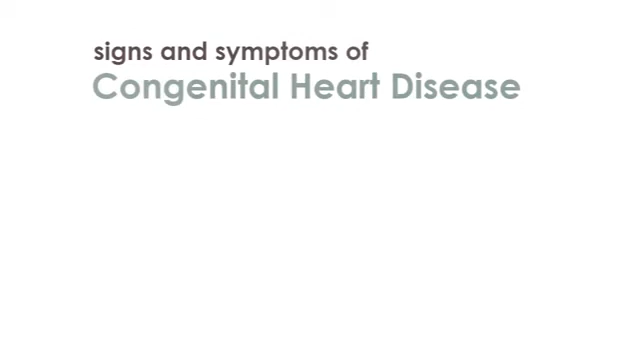 signs and symptoms of
Congenital Heart Disease